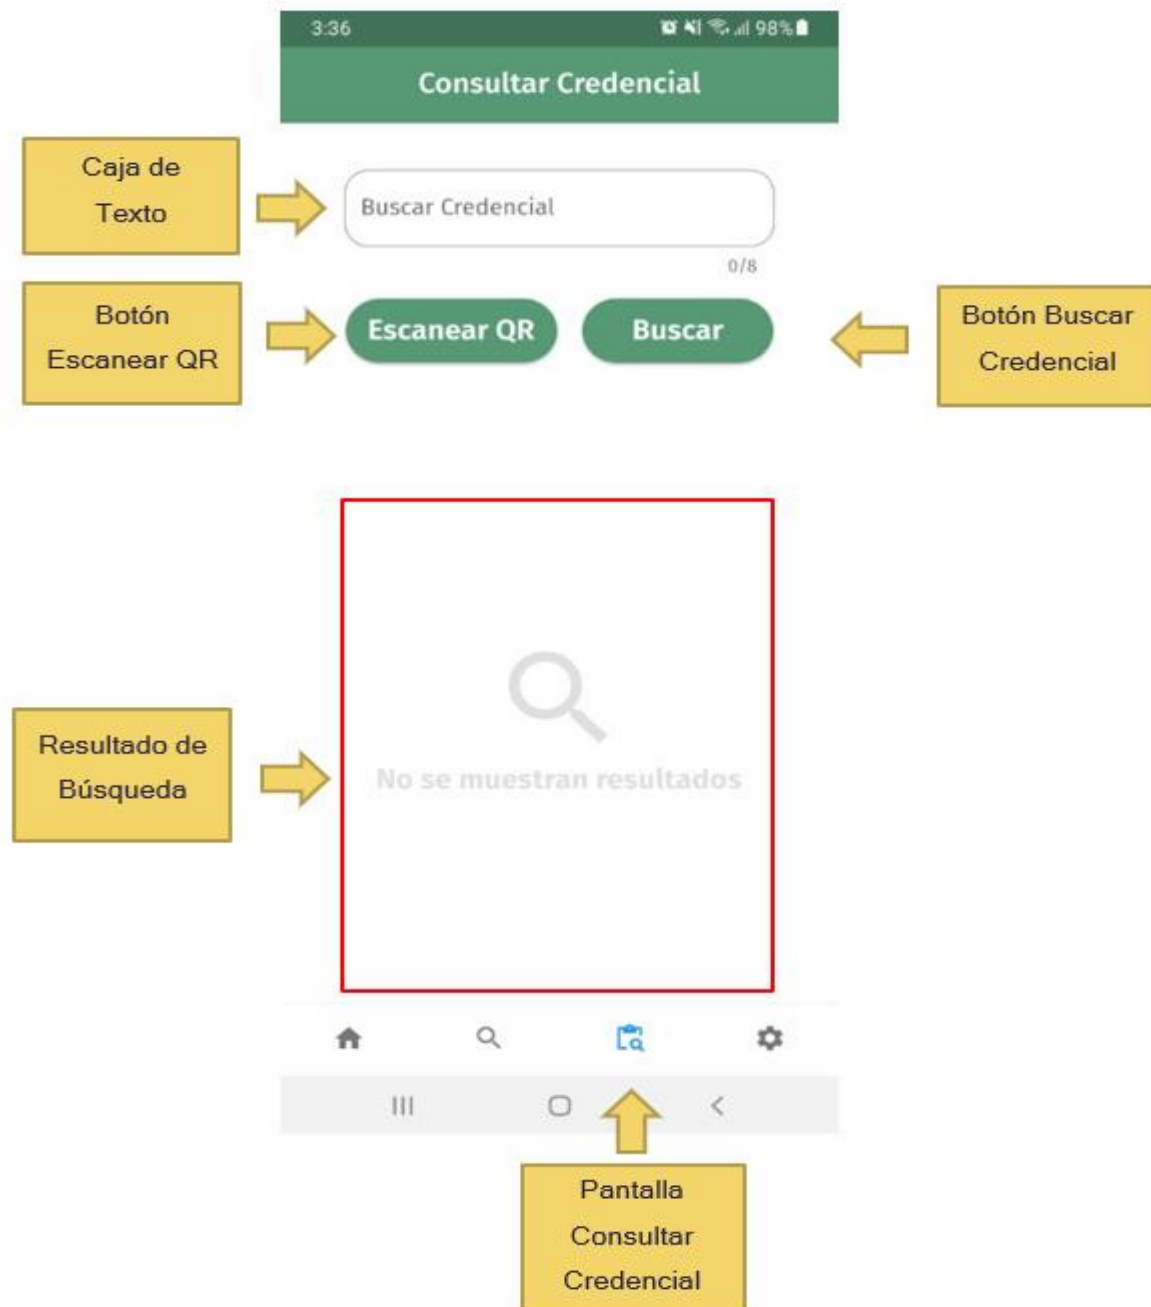 3:36 98%
Consultar Credencial
Caja de
Texto
Buscar Credencial
0/8
Botón
Escanear QR
Escanear QR
Buscar
Botón Buscar
Credencial
Resultado de
Búsqueda
No se muestran resultados
Pantalla
Consultar
Credencial